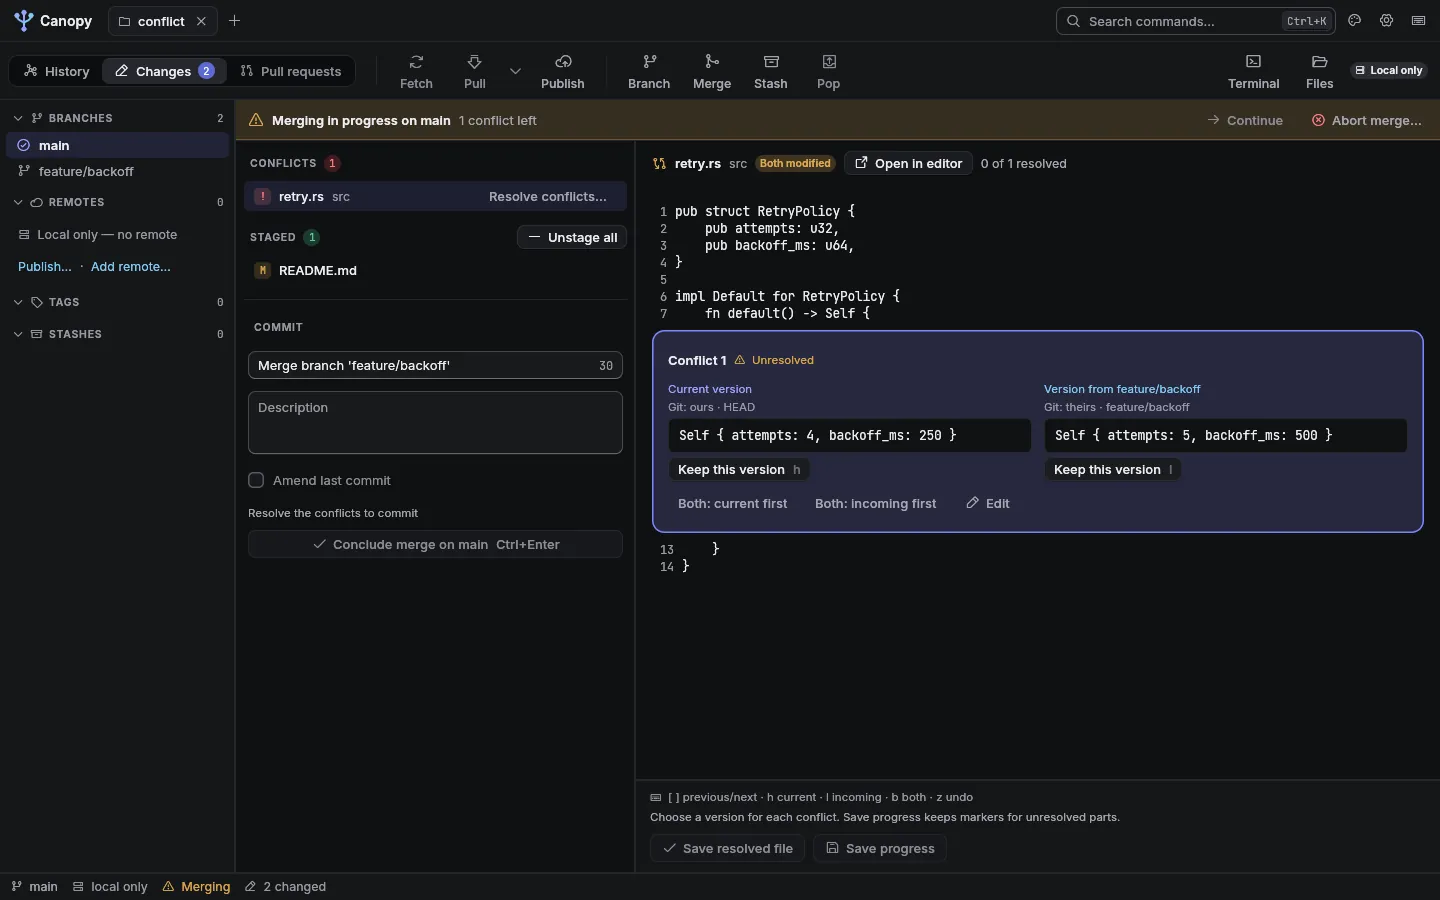 Canopy
conflict
Search commands...
Ctrl+K
History
Changes 2
Pull requests
Fetch
Pull
Publish
Branch
Merge
Stash
Pop
Terminal
Files
Local only
BRANCHES 2
main
feature/backoff
REMOTES 0
Local only — no remote
Publish... · Add remote...
TAGS 0
STASHES 0
Merging in progress on main 1 conflict left
Continue
Abort merge...
CONFLICTS 1
! retry.rs src Resolve conflicts...
STAGED 1
Unstage all
M README.md
COMMIT
Merge branch 'feature/backoff' 30
Description
Amend last commit
Resolve the conflicts to commit
Conclude merge on main Ctrl+Enter
retry.rs src Both modified Open in editor 0 of 1 resolved
1 pub struct RetryPolicy {
2 pub attempts: u32,
3 pub backoff_ms: u64,
4 }
5
6 impl Default for RetryPolicy {
7 fn default() -> Self {
Conflict 1 Unresolved
Current version
Git: ours · HEAD
Self { attempts: 4, backoff_ms: 250 }
Keep this version h
Version from feature/backoff
Git: theirs · feature/backoff
Self { attempts: 5, backoff_ms: 500 }
Keep this version l
Both: current first
Both: incoming first
Edit
13 }
14 }
[ ] previous/next · h current · l incoming · b both · z undo
Choose a version for each conflict. Save progress keeps markers for unresolved parts.
Save resolved file
Save progress
main
local only
Merging
2 changed